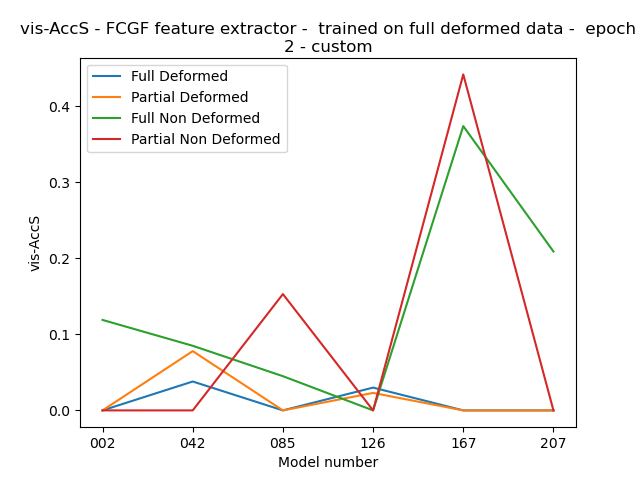 vis-AccS - FCGF feature extractor -  trained on full deformed data -  epoch
2 - custom
Full Deformed
Partial Deformed
Full Non Deformed
Partial Non Deformed
vis-AccS
0.4
0.3
0.2
0.1
0.0
002 042 085 126 167 207
Model number